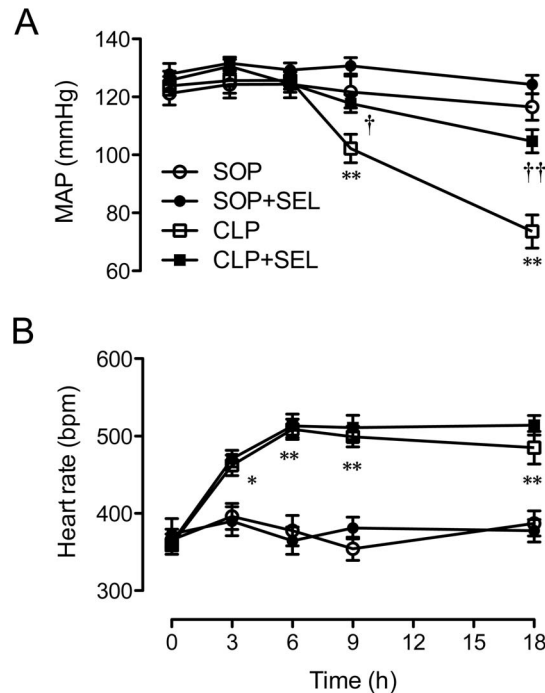 A
MAP (mmHg)
140
120
100
80
60
SOP
SOP+SEL
CLP
CLP+SEL
†
**
††
**
B
Heart rate (bpm)
600
500
400
300
*
**
**
**
0 3 6 9 12 15 18
Time (h)